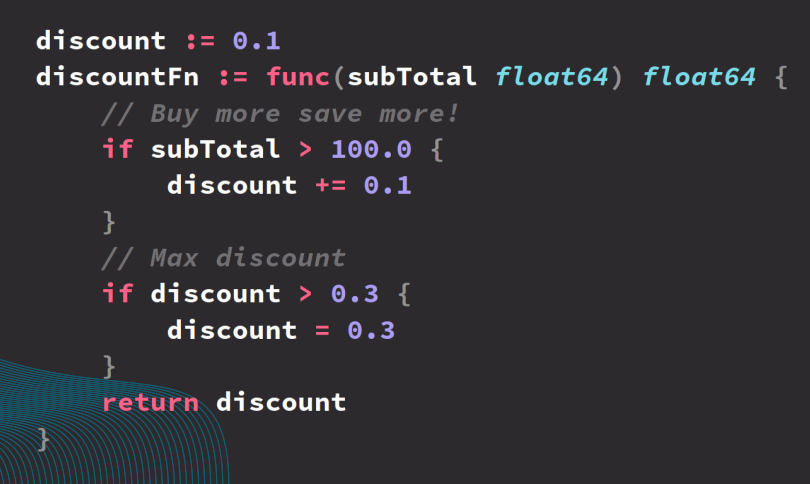 discount := 0.1
discountFn := func(subTotal float64) float64 {
    // Buy more save more!
    if subTotal > 100.0 {
        discount += 0.1
    }
    // Max discount
    if discount > 0.3 {
        discount = 0.3
    }
    return discount
}